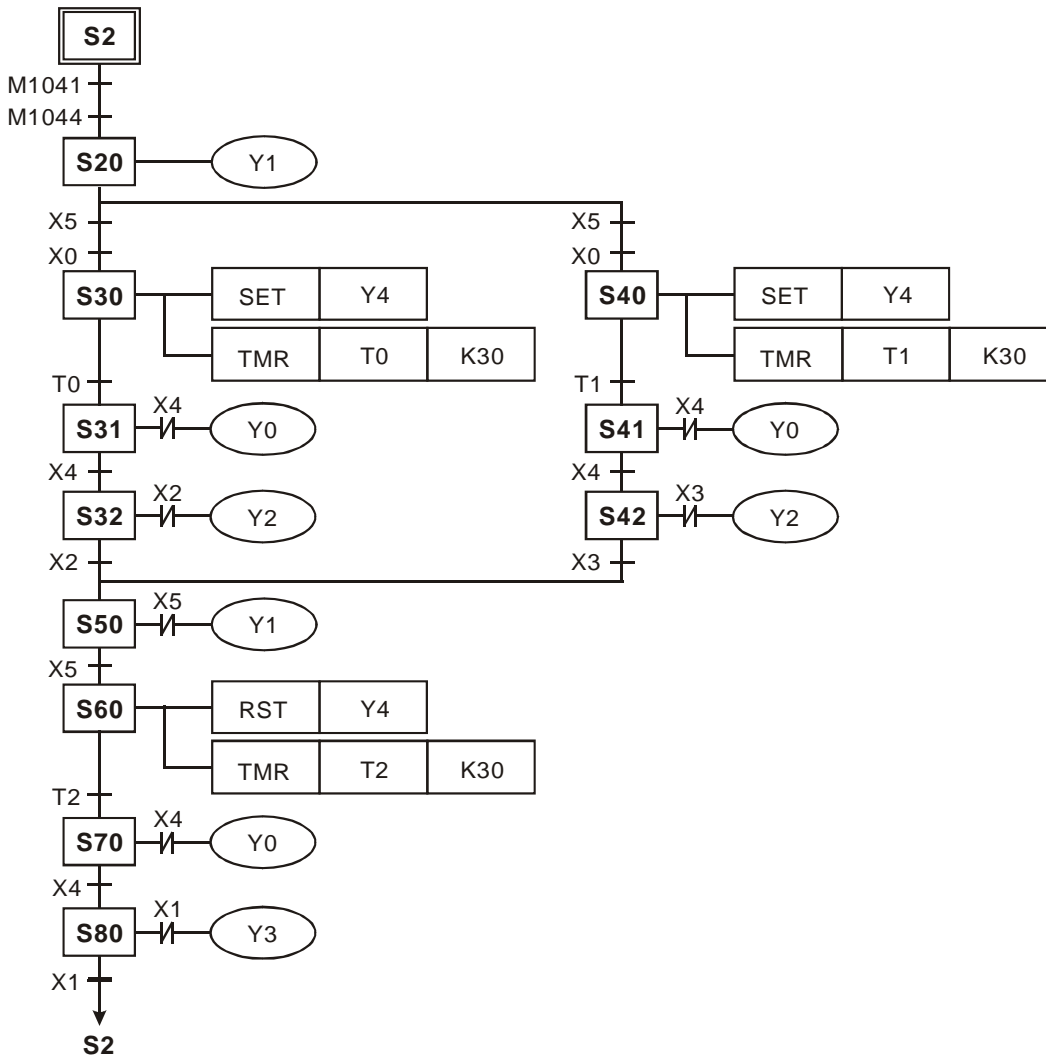 S2
M1041
M1044
S20 Y1
X5 X5
X0 X0
S30 SET Y4 S40 SET Y4
TMR T0 K30 TMR T1 K30
T0 T1
X4 X4
S31 Y0 S41 Y0
X4 X4
X2 X3
S32 Y2 S42 Y2
X2 X3
X5
S50 Y1
X5
S60 RST Y4
TMR T2 K30
T2
X4
S70 Y0
X4
X1
S80 Y3
X1
S2